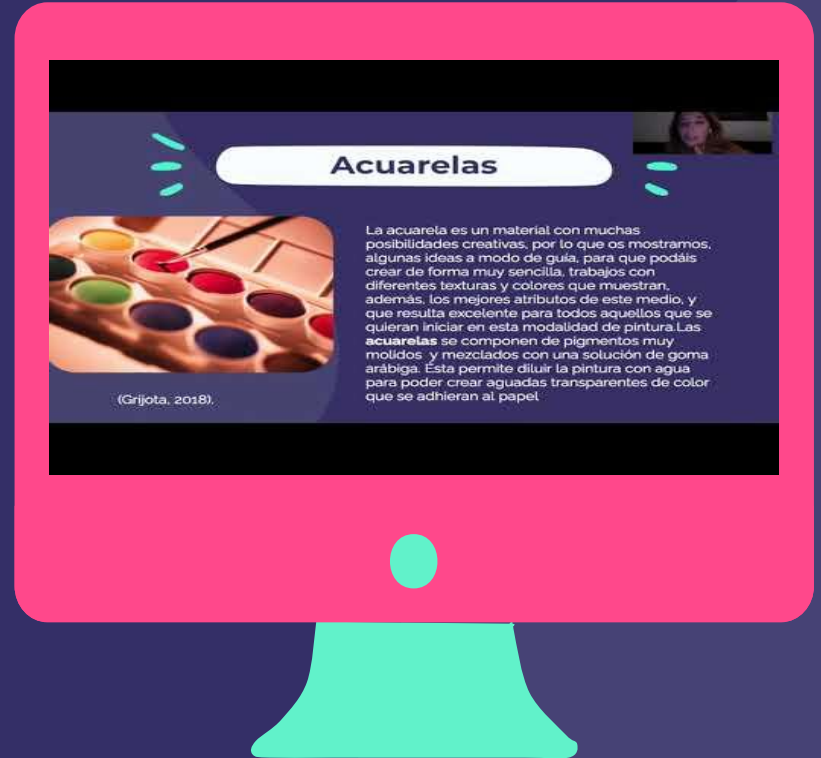 Acuarelas
La acuarela es un material con muchas
posibilidades creativas, por lo que os mostramos,
algunas ideas a modo de guía, para que podáis
crear de forma muy sencilla, trabajos con
diferentes texturas y colores que muestran,
además, los mejores atributos de este medio, y
que resulta excelente para todos aquellos que se
quieran iniciar en esta modalidad de pintura.Las
acuarelas se componen de pigmentos muy
molidos y mezclados con una solución de goma
arábiga. Ésta permite diluir la pintura con agua
para poder crear aguadas transparentes de color
que se adhieran al papel
(Grijota, 2018).